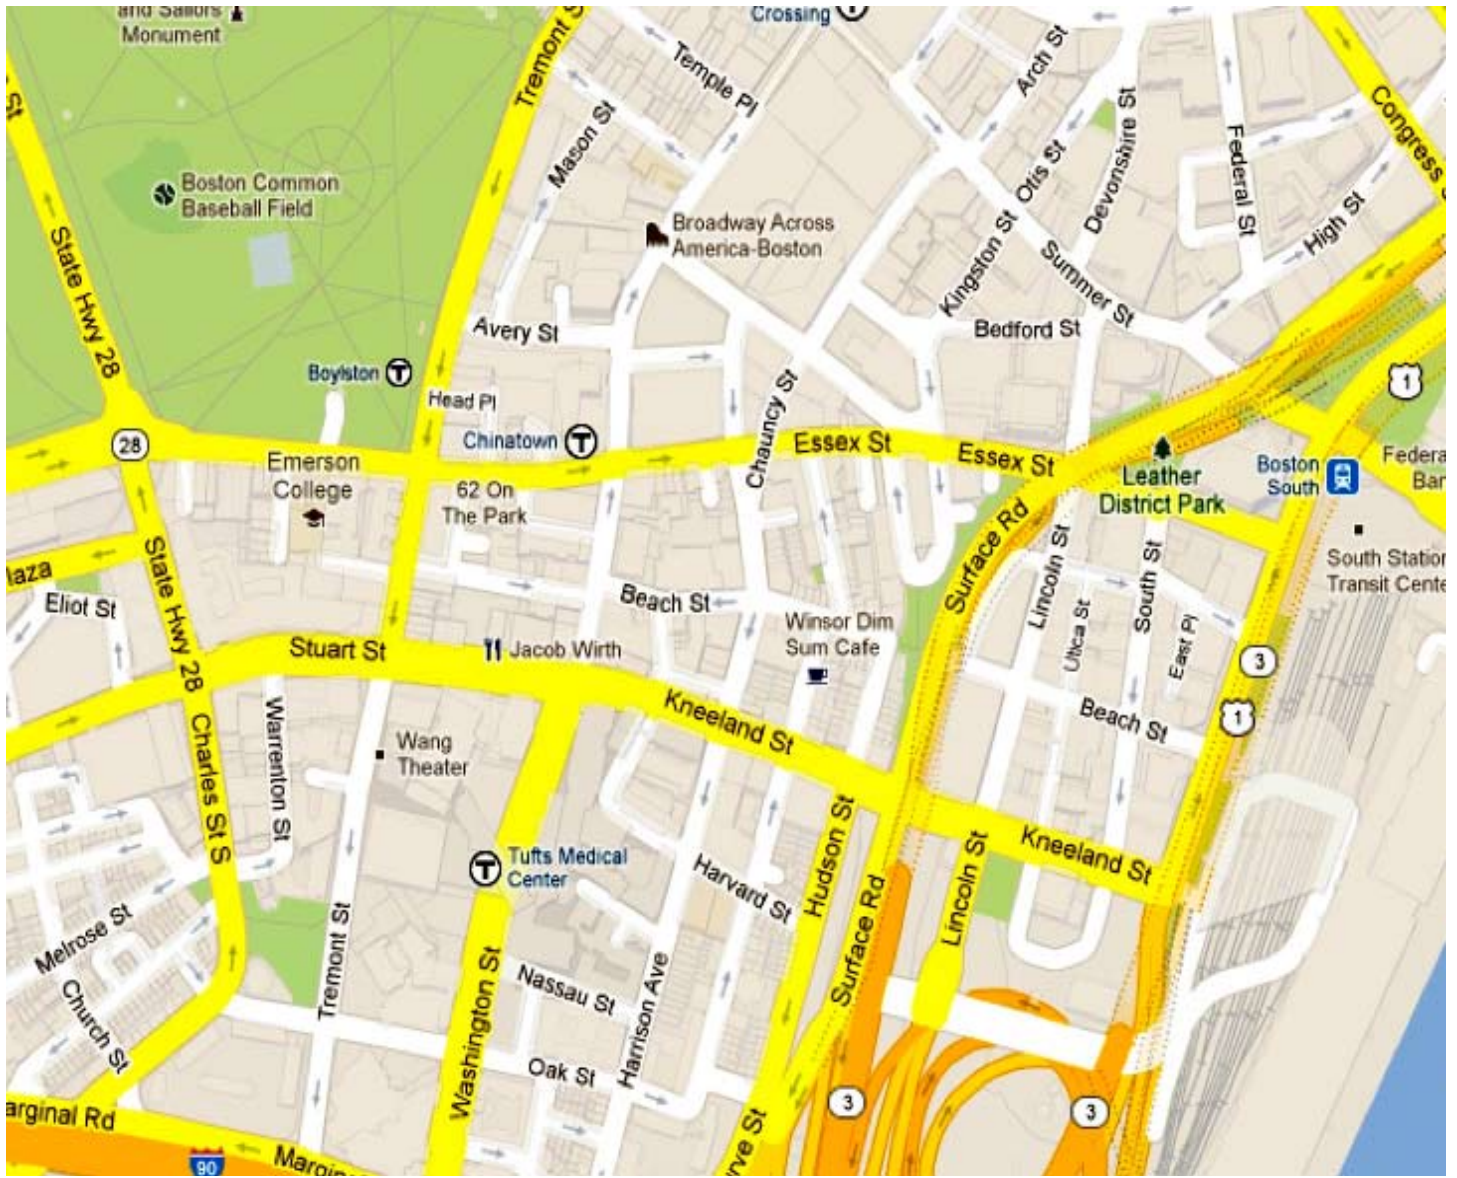 and Sailors
Monument
Crossing
T
Tremont S
Temple Pl
Arch St
St
Mason St
Congress S
Boston Common
Baseball Field
Federal St
Otis St
Devonshire St
High St
Broadway Across
America-Boston
Kingston St
Summer St
State Hwy 28
Avery St
Bedford St
Boylston T
Head Pl
1
Chinatown T
Chauncy St
Essex St
Essex St
28
Emerson
College
62 On
The Park
Leather
District Park
Boston
South
Federa
Ban
Surface Rd
Lincoln St
South St
South Station
Transit Cente
laza
Eliot St
State Hwy 28
Beach St
Utica St
East Pl
Winsor Dim
Sum Cafe
Stuart St
Jacob Wirth
3
1
Beach St
Warrenton St
Kneeland St
Wang
Theater
Charles St S
Hudson St
Kneeland St
T Tufts Medical
Center
Harvard St
Lincoln St
Surface Rd
Melrose St
Tremont St
Nassau St
Harrison Ave
Washington St
Church St
Oak St
3
3
arginal Rd
90
Margin
rve St